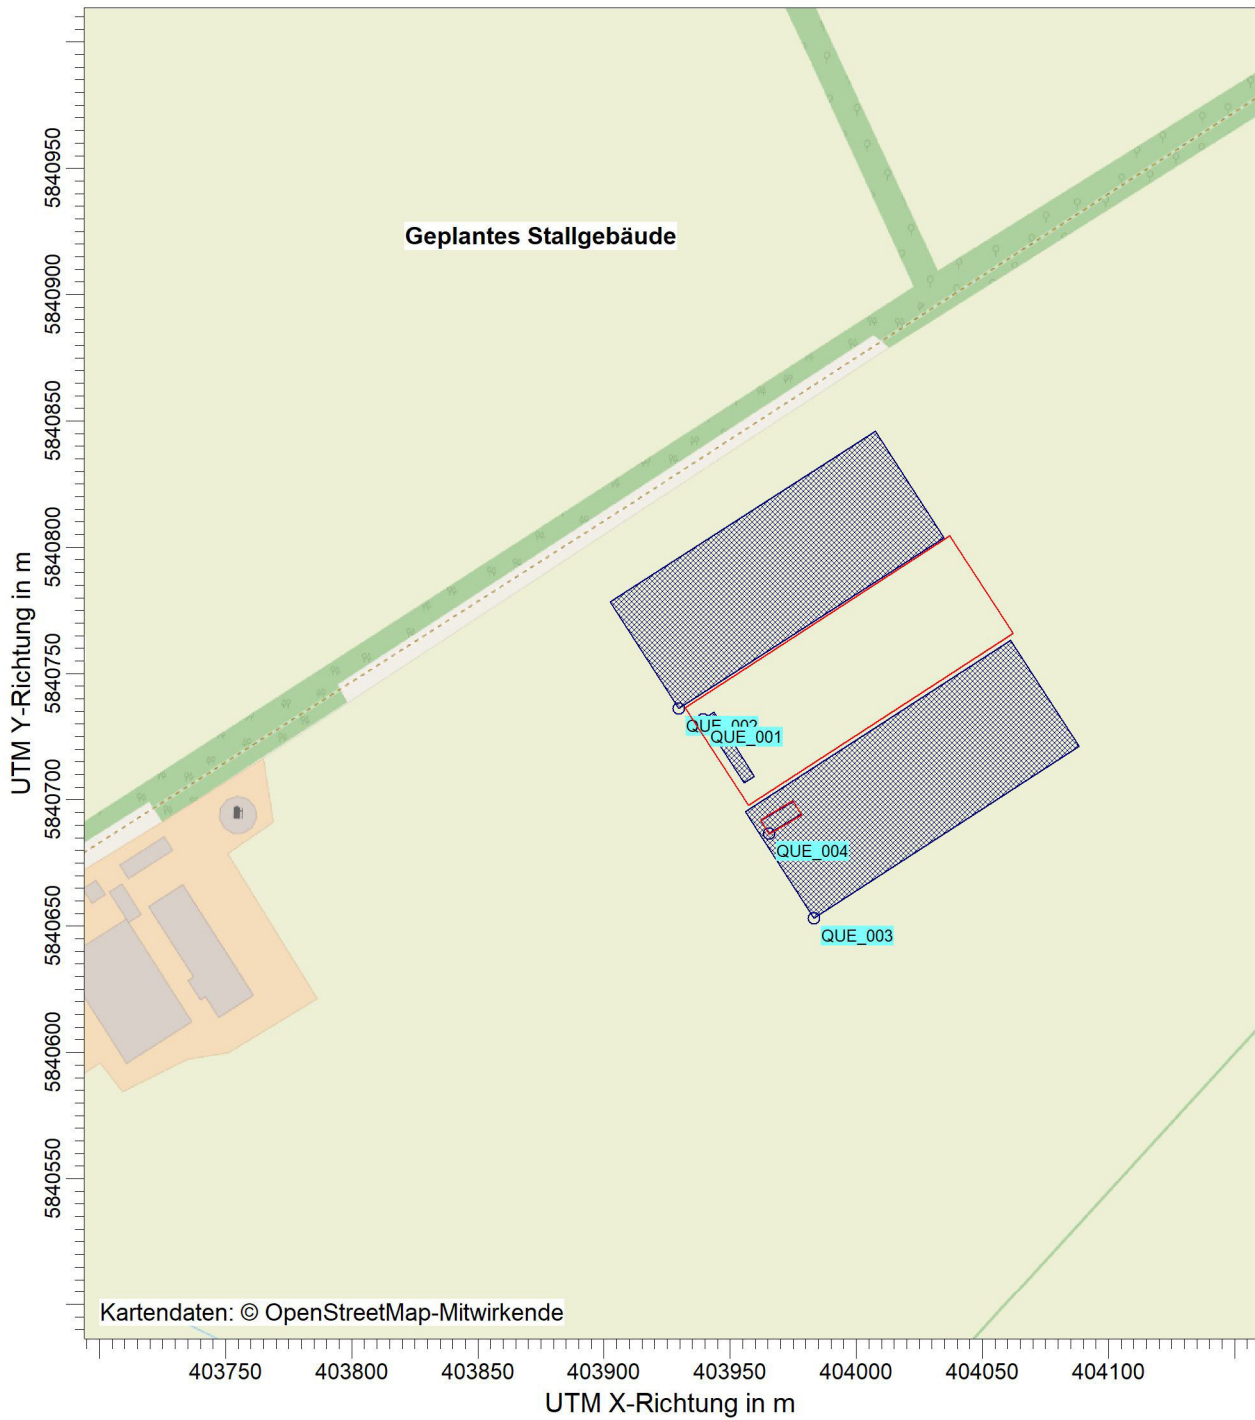 Geplantes Stallgebäude
5840950
5840900
5840850
5840800
5840750
5840700
5840650
5840600
5840550
UTM Y-Richtung in m
QUE_002
QUE_001
QUE_004
QUE_003
Kartendaten: © OpenStreetMap-Mitwirkende
403750 403800 403850 403900 403950 404000 404050 404100
UTM X-Richtung in m